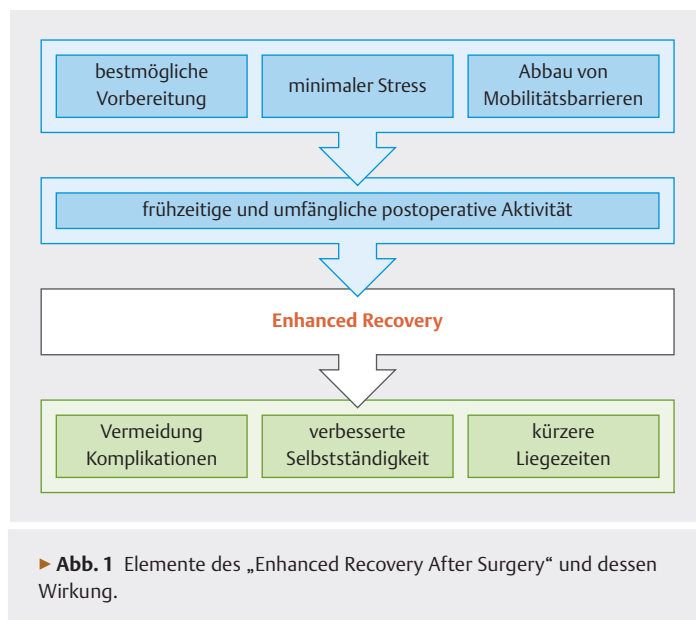 bestmögliche
Vorbereitung
minimaler Stress
Abbau von
Mobilitätsbarrieren
frühzeitige und umfängliche postoperative Aktivität
Enhanced Recovery
Vermeidung
Komplikationen
verbesserte
Selbstständigkeit
kürzere
Liegezeiten
► Abb. 1 Elemente des „Enhanced Recovery After Surgery“ und dessen
Wirkung.